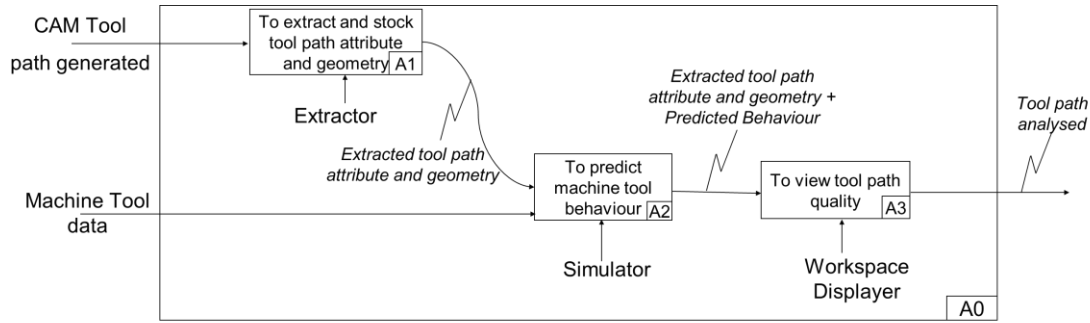 CAM Tool
path generated
To extract and stock
tool path attribute
and geometry
A1
Extractor
Extracted tool path
attribute and geometry
Machine Tool
data
To predict
machine tool
behaviour
A2
Simulator
Extracted tool path
attribute and geometry +
Predicted Behaviour
To view tool path
quality
A3
Workspace
Displayer
Tool path
analysed
A0